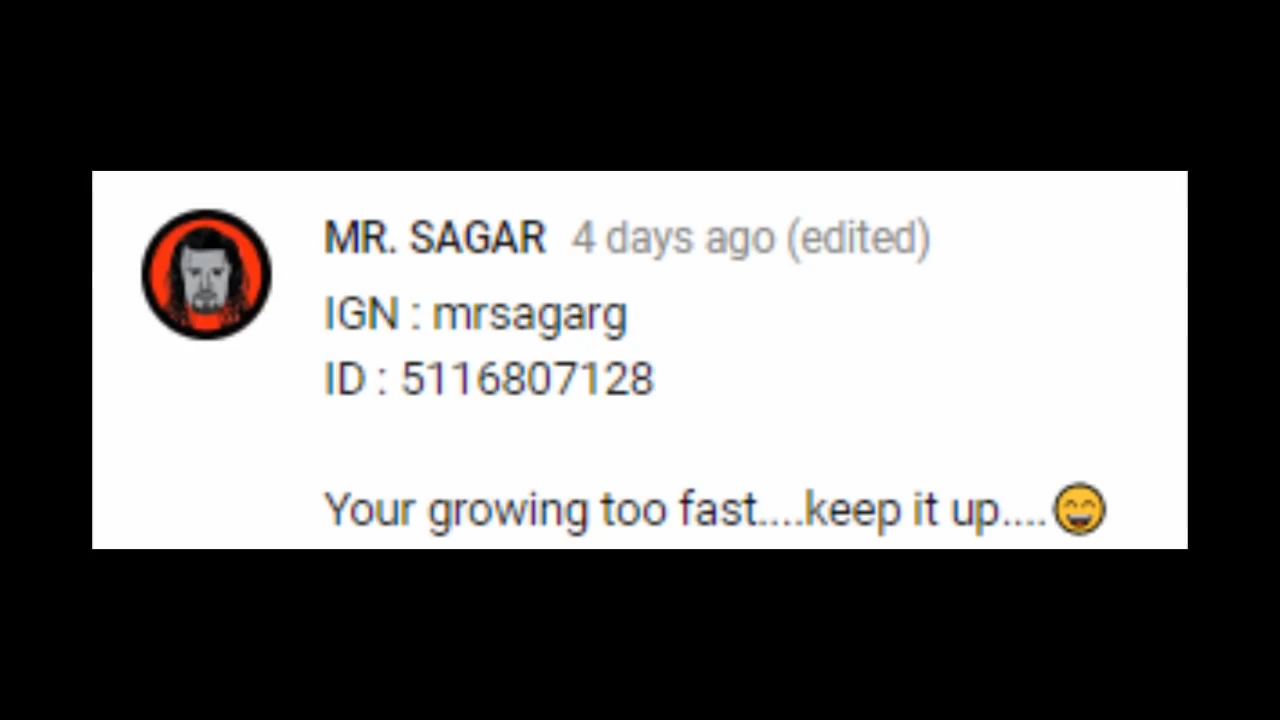 MR. SAGAR 4 days ago (edited)
IGN : mrsagarg
ID : 5116807128
Your growing too fast....keep it up....😄